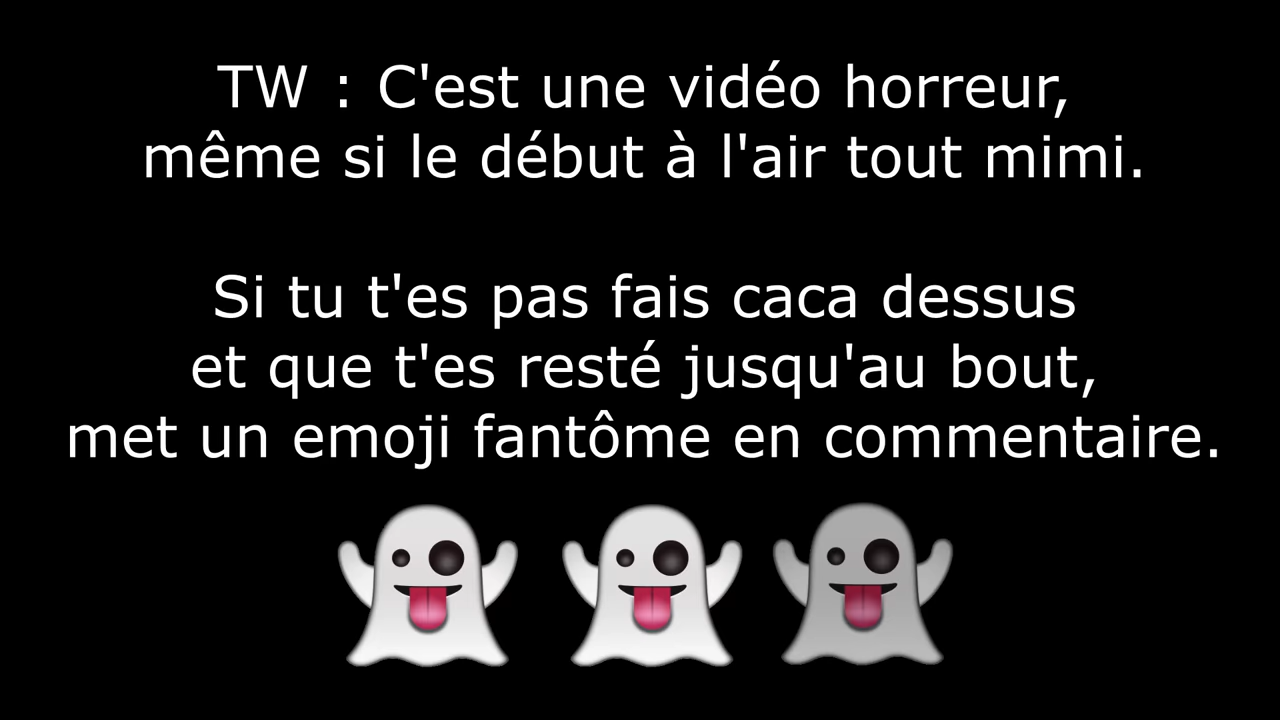 TW : C'est une vidéo horreur,
même si le début à l'air tout mimi.
Si tu t'es pas fais caca dessus
et que t'es resté jusqu'au bout,
met un emoji fantôme en commentaire.